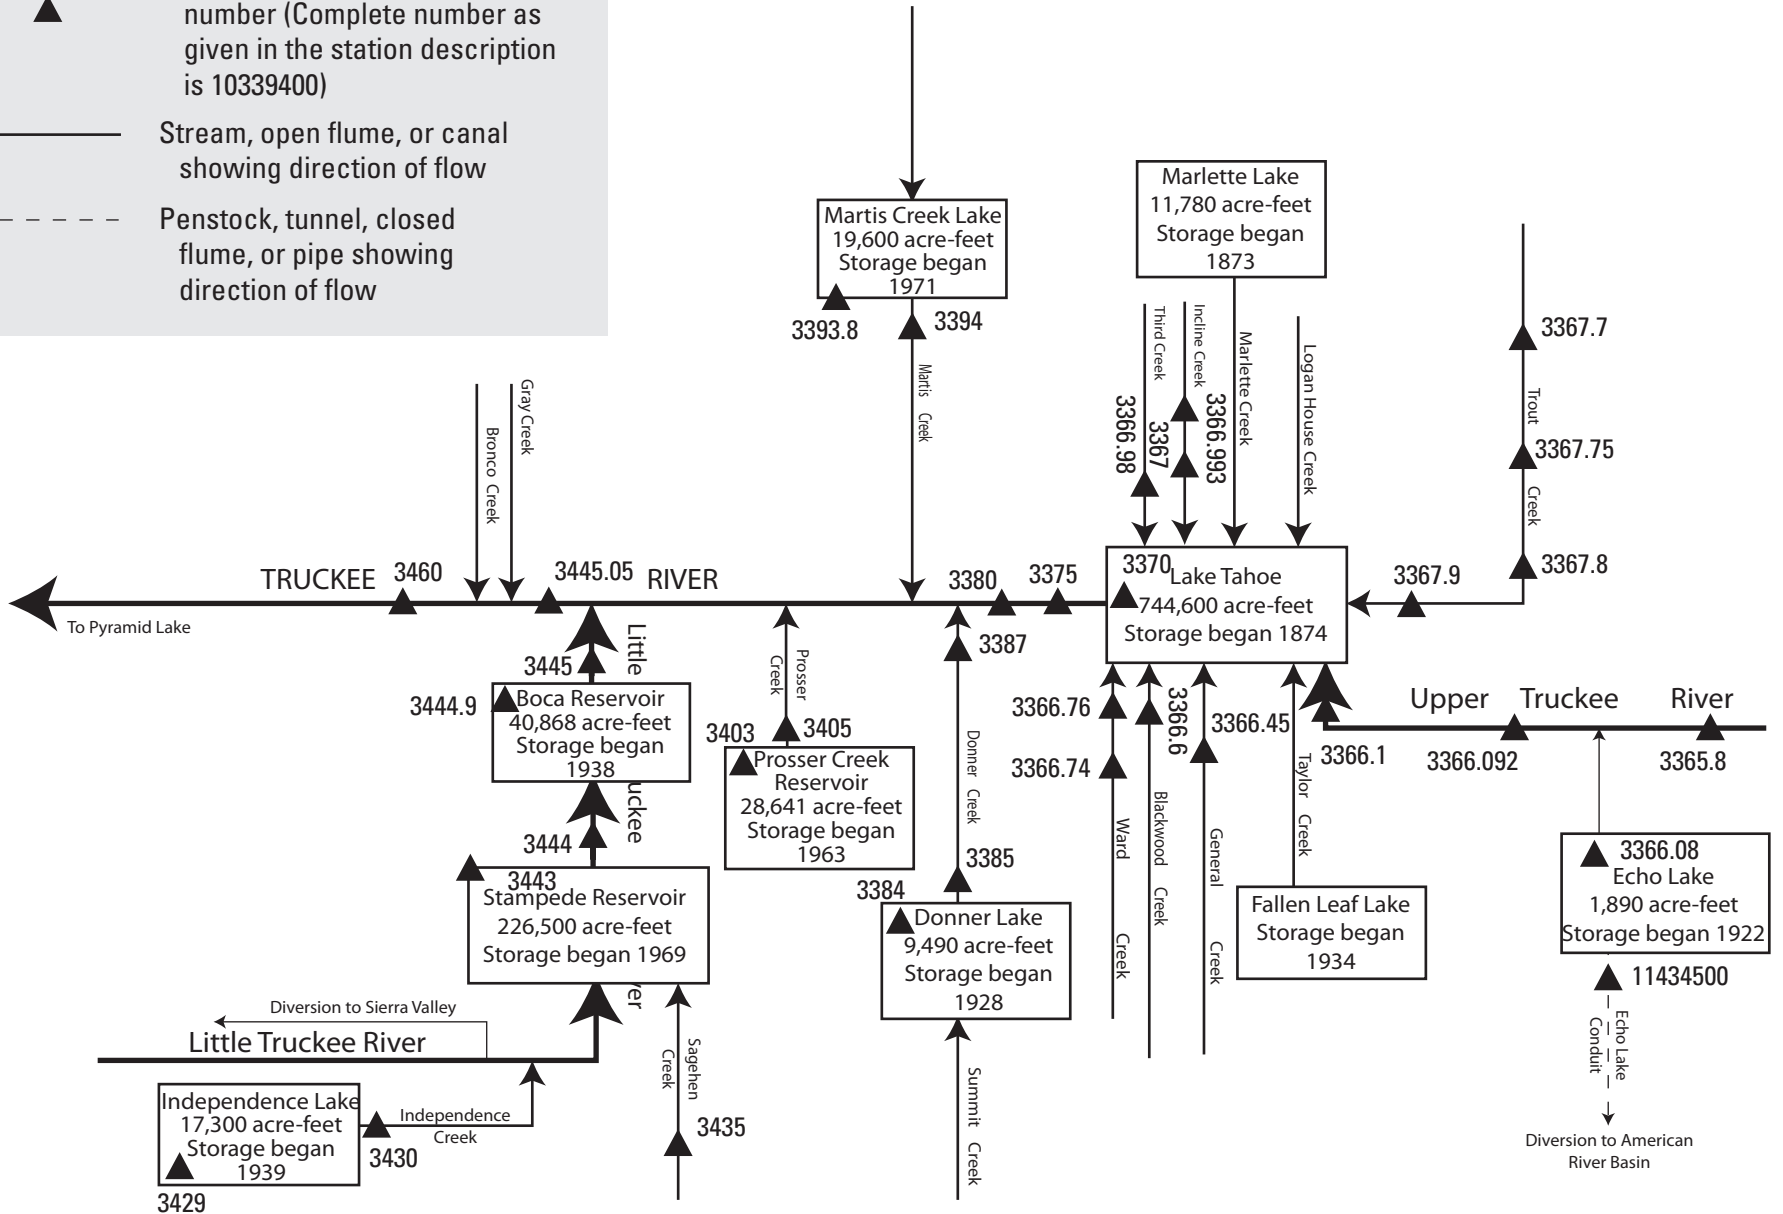 number (Complete number as
given in the station description
is 10339400)
Stream, open flume, or canal
showing direction of flow
Penstock, tunnel, closed
flume, or pipe showing
direction of flow
Martis Creek Lake
19,600 acre-feet
Storage began
1971
3393.8
3394
Martis Creek
Marlette Lake
11,780 acre-feet
Storage began
1873
Third Creek
Incline Creek
Marlette Creek
Logan House Creek
3366.98
3367
3366.993
3367.7
Trout
3367.75
Creek
3367.8
3367.9
Gray Creek
Bronco Creek
TRUCKEE
3460
3445.05
RIVER
3380
3375
To Pyramid Lake
3370
Lake Tahoe
744,600 acre-feet
Storage began 1874
Little
3445
3444.9
Boca Reservoir
40,868 acre-feet
Storage began
1938
uckee
3444
3443
Stampede Reservoir
226,500 acre-feet
Storage began 1969
ver
Prosser
Creek
3403
3405
Prosser Creek
Reservoir
28,641 acre-feet
Storage began
1963
3387
Donner Creek
3385
3384
Donner Lake
9,490 acre-feet
Storage began
1928
Summit Creek
3366.76
3366.74
Ward Creek
3366.6
Blackwood Creek
3366.45
General Creek
Taylor Creek
Fallen Leaf Lake
Storage began
1934
Upper Truckee River
3366.1
3366.092
3365.8
3366.08
Echo Lake
1,890 acre-feet
Storage began 1922
11434500
Echo Lake
Conduit
Diversion to American
River Basin
Diversion to Sierra Valley
Little Truckee River
Independence Lake
17,300 acre-feet
Storage began
1939
3429
3430
Independence
Creek
Sagehen
Creek
3435